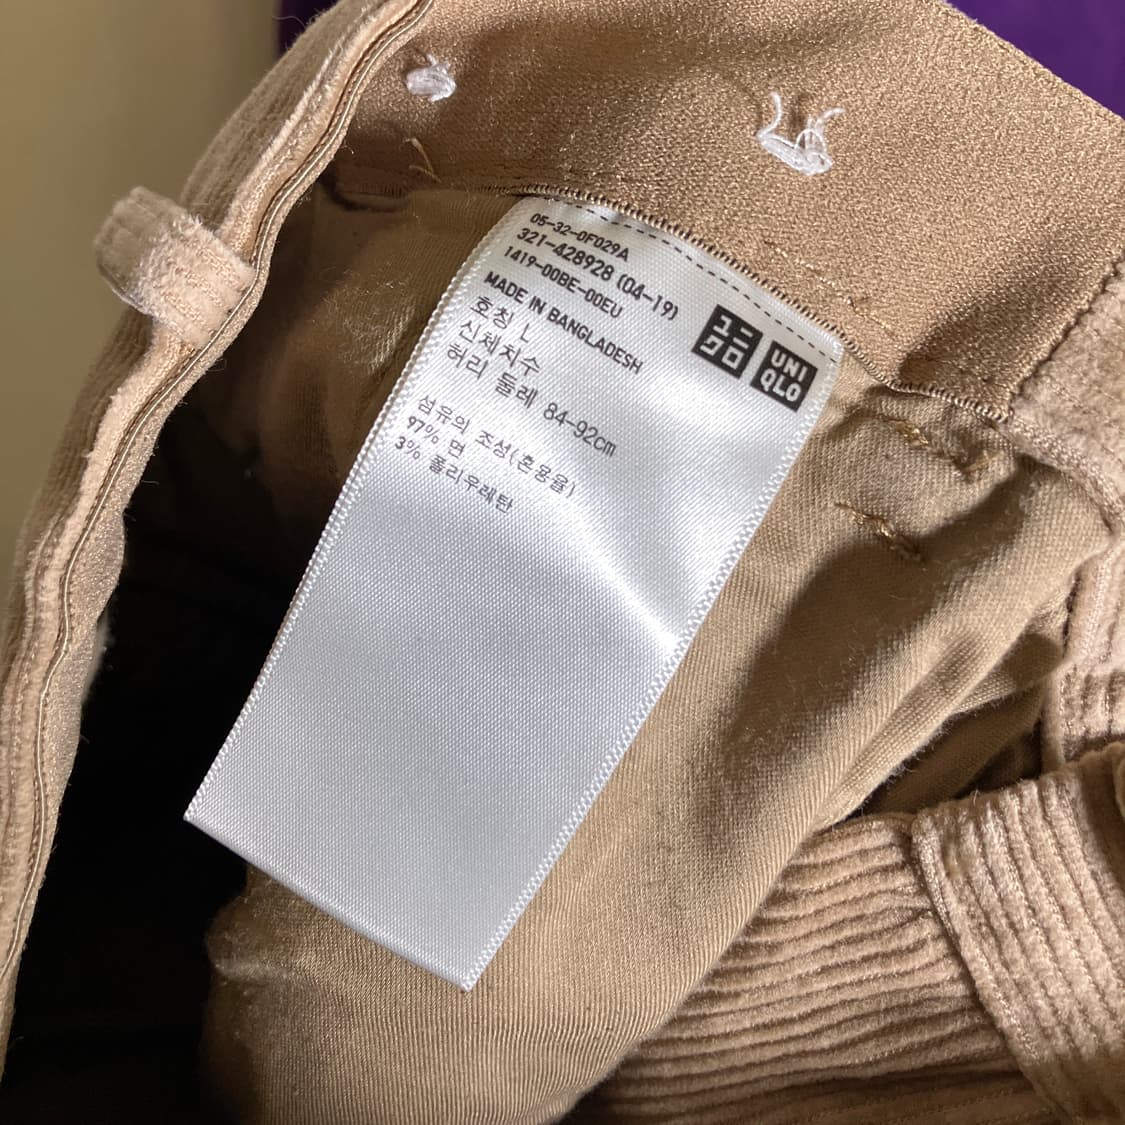 05-32-0F029A
321-428928 (04-19)
1419-00BE-00EU
MADE IN BANGLADESH
호칭 L
신체치수
허리 둘레 84-92cm
섬유의 조성(혼용율)
97% 면
3% 폴리우레탄
ユニ
クロ
UNI
QLO